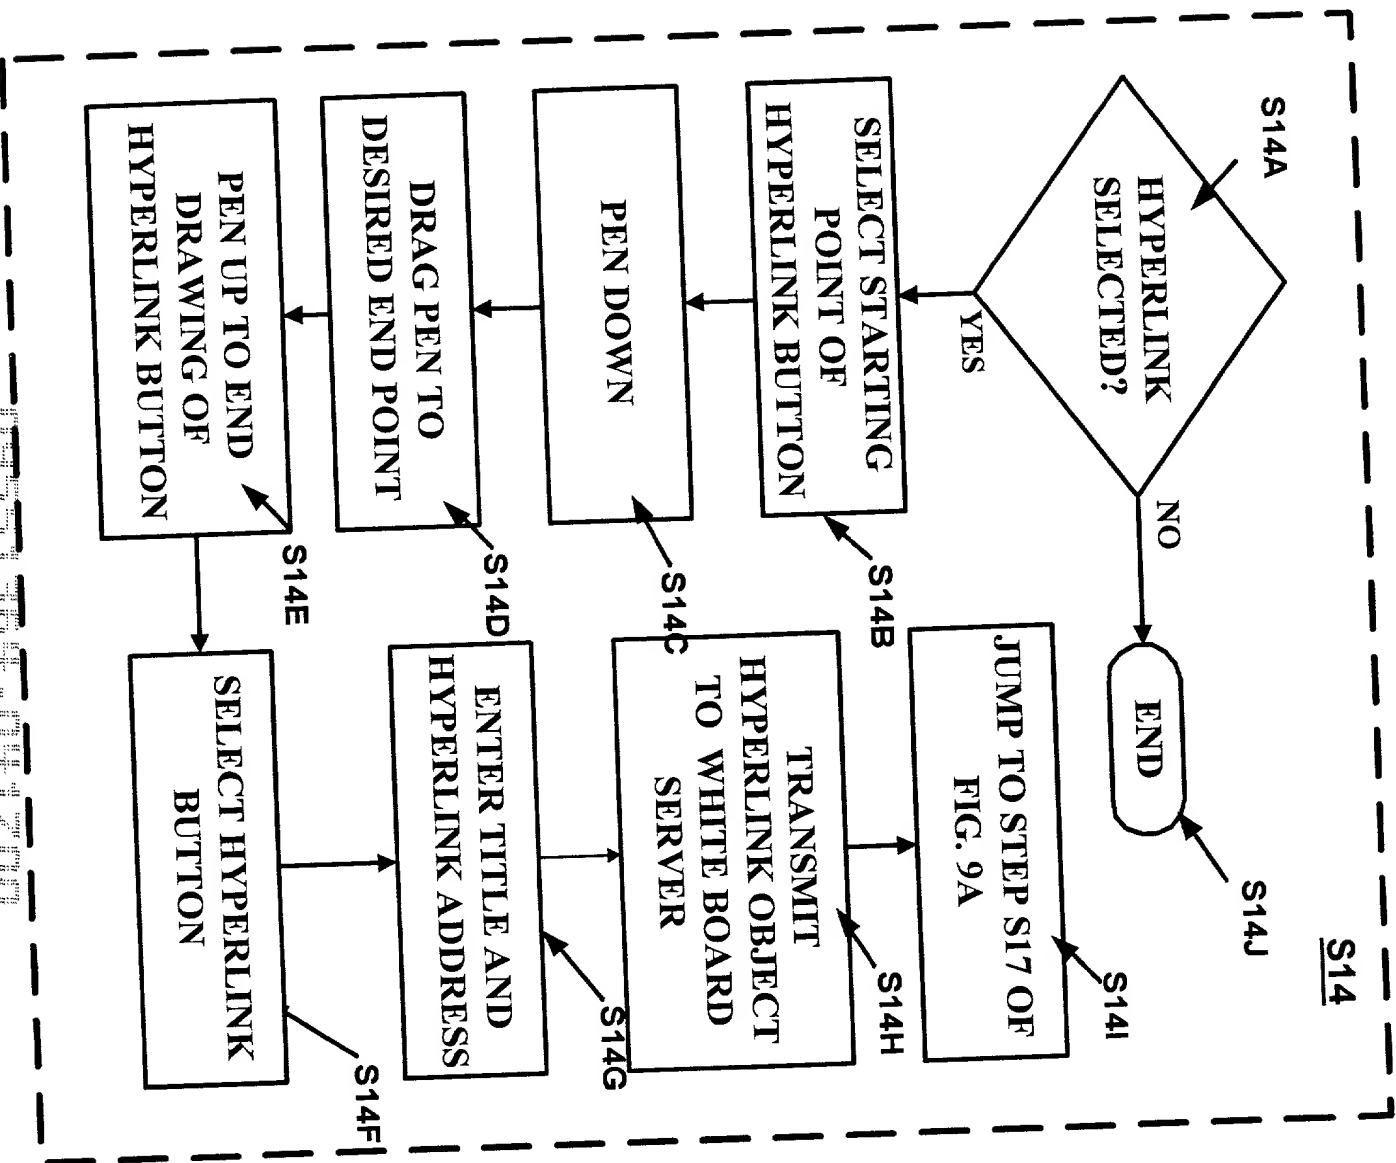 S14
S14A
HYPERLINK
SELECTED?
YES
NO
END
S14J
SELECT STARTING
POINT OF
HYPERLINK BUTTON
S14B
PEN DOWN
S14C
DRAG PEN TO
DESIRED END POINT
S14D
PEN UP TO END
DRAWING OF
HYPERLINK BUTTON
S14E
SELECT HYPERLINK
BUTTON
S14F
ENTER TITLE AND
HYPERLINK ADDRESS
S14G
TRANSMIT
HYPERLINK OBJECT
TO WHITE BOARD
SERVER
S14H
JUMP TO STEP S17 OF
FIG. 9A
S14I